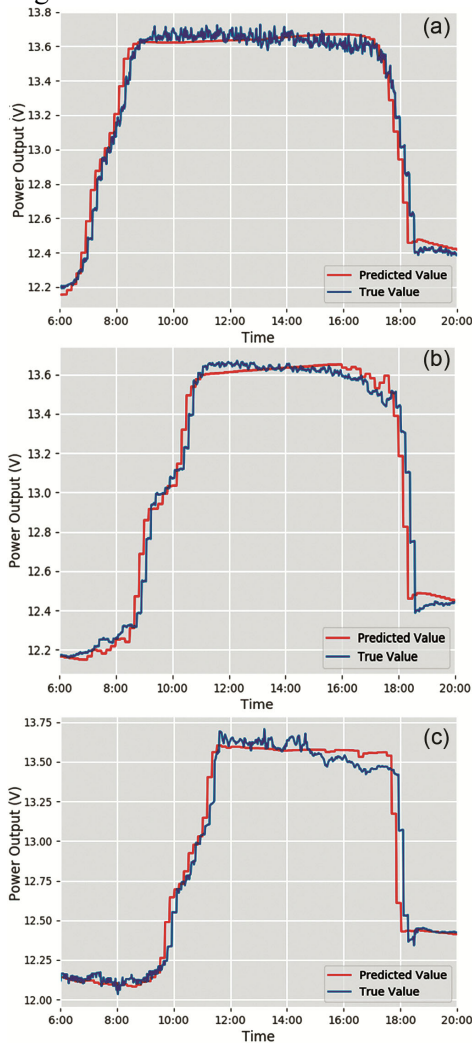 (a)
13.8
13.6
13.4
13.2
13.0
12.8
12.6
12.4
12.2
Power Output (V)
Predicted Value
True Value
6:00 8:00 10:00 12:00 14:00 16:00 18:00 20:00
Time
(b)
13.6
13.4
13.2
13.0
12.8
12.6
12.4
12.2
Power Output (V)
Predicted Value
True Value
6:00 8:00 10:00 12:00 14:00 16:00 18:00 20:00
Time
(c)
13.75
13.50
13.25
13.00
12.75
12.50
12.25
12.00
Power Output (V)
Predicted Value
True Value
6:00 8:00 10:00 12:00 14:00 16:00 18:00 20:00
Time